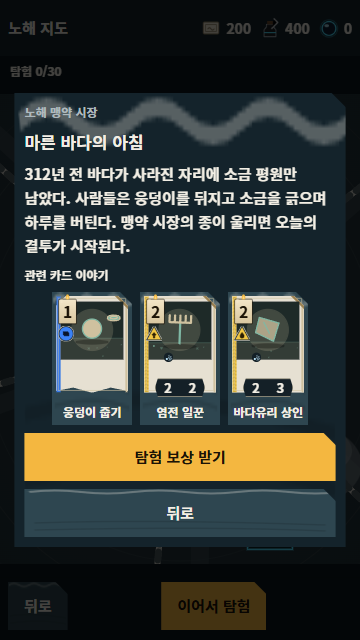 노헤 지도
200
400
0
탐험 0/30
노헤 맹약 시장
마른 바다의 아침
312년 전 바다가 사라진 자리에 소금 평원만
남았다. 사람들은 웅덩이를 뒤지고 소금을 긁으며
하루를 버틴다. 맹약 시장의 종이 울리면 오늘의
결투가 시작된다.
관련 카드 이야기
1
2
2
2 2
2 3
웅덩이 줍기
염전 일꾼
바다유리 상인
탐험 보상 받기
뒤로
뒤로
이어서 탐험